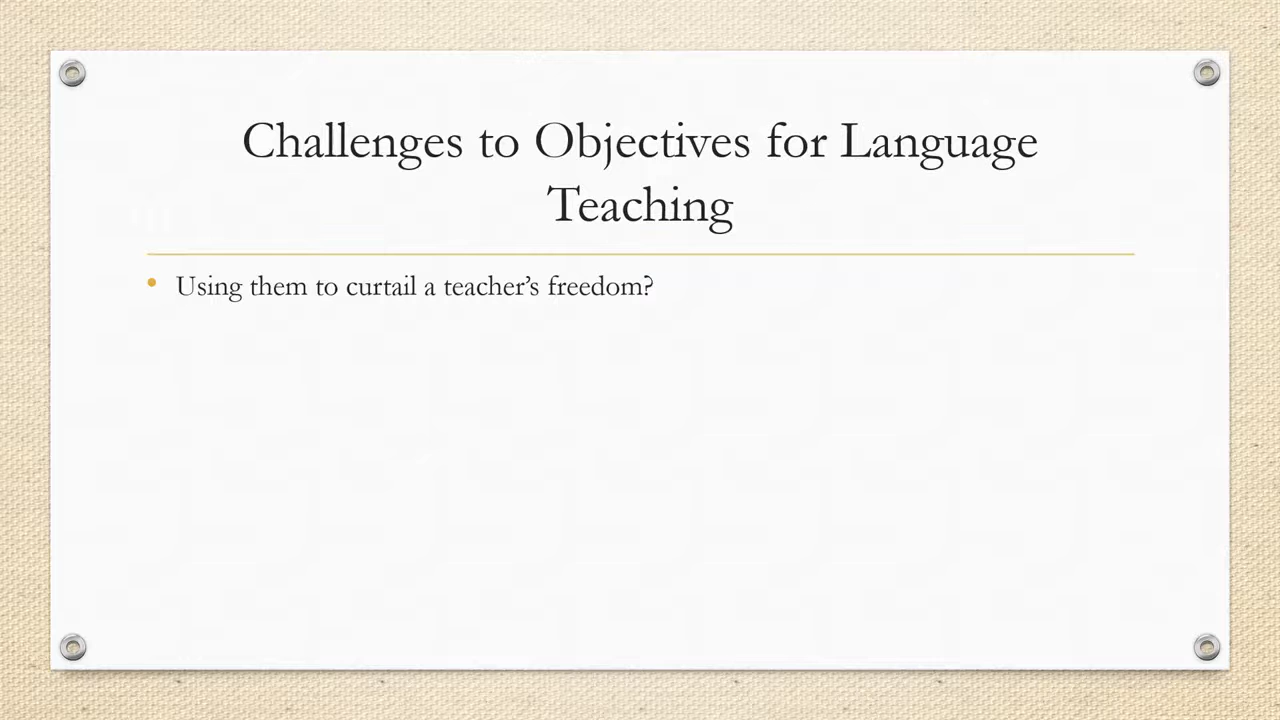 Challenges to Objectives for Language
Teaching
• Using them to curtail a teacher’s freedom?